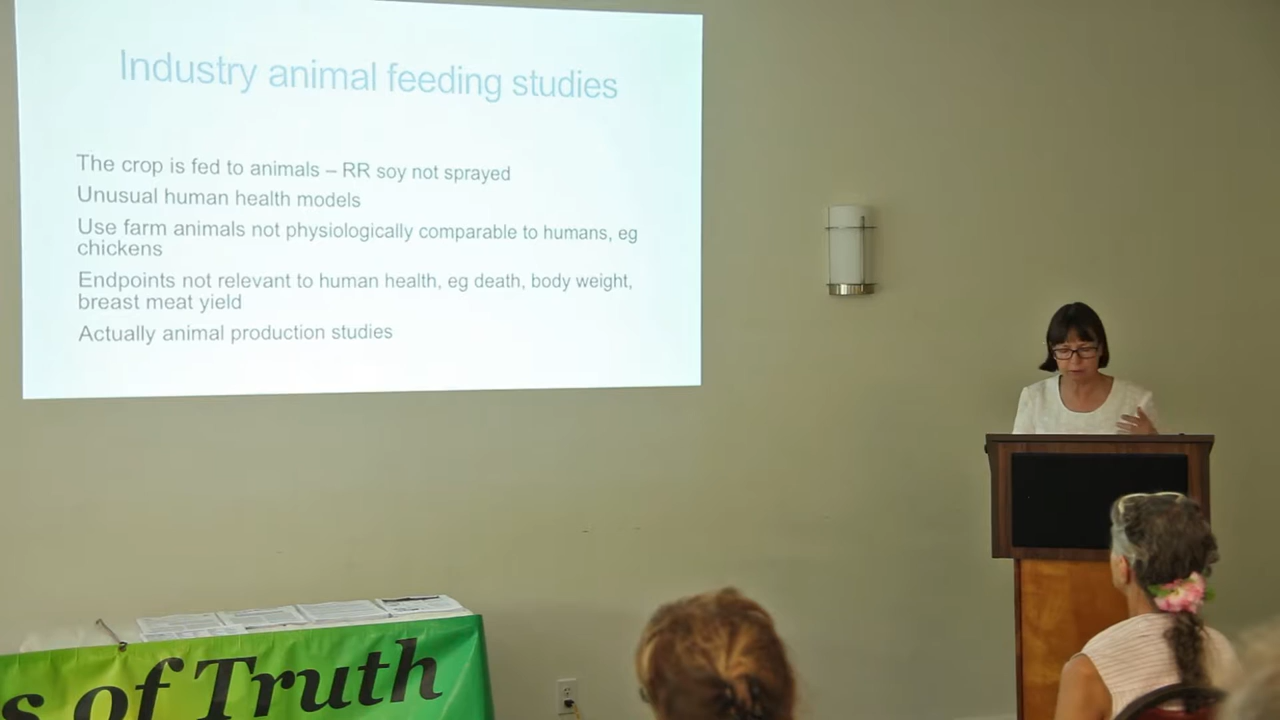 Industry animal feeding studies
The crop is fed to animals – RR soy not sprayed
Unusual human health models
Use farm animals not physiologically comparable to humans, eg
chickens
Endpoints not relevant to human health, eg death, body weight,
breast meat yield
Actually animal production studies
s of Truth